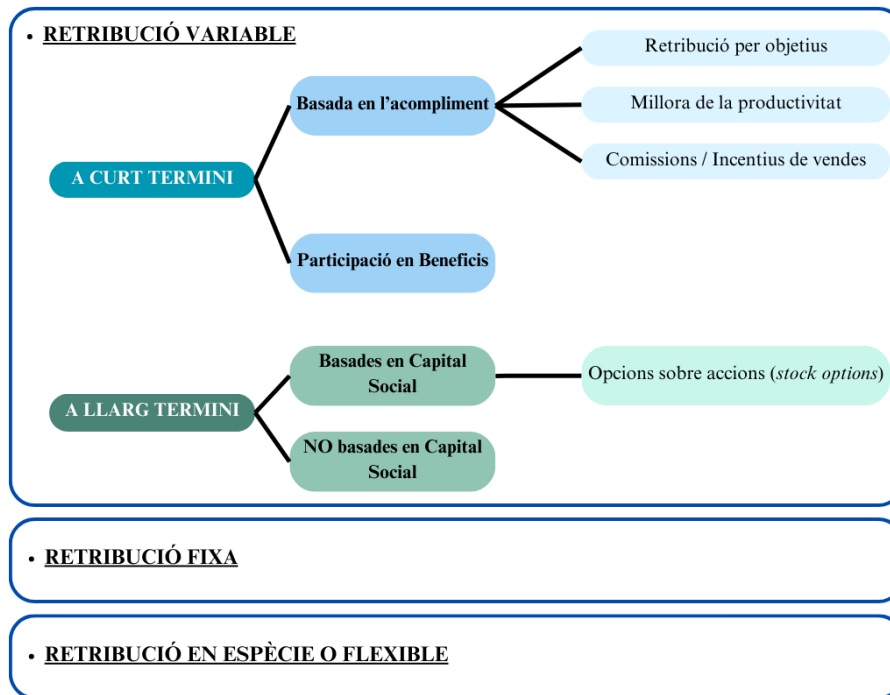 • RETRIBUCIÓ VARIABLE
Retribució per objetius
Basada en l’acompliment
Millora de la productivitat
Comissions / Incentius de vendes
A CURT TERMINI
Participació en Beneficis
Basades en Capital
Social
Opcions sobre accions (stock options)
A LLARG TERMINI
NO basades en Capital
Social
• RETRIBUCIÓ FIXA
• RETRIBUCIÓ EN ESPÈCIE O FLEXIBLE